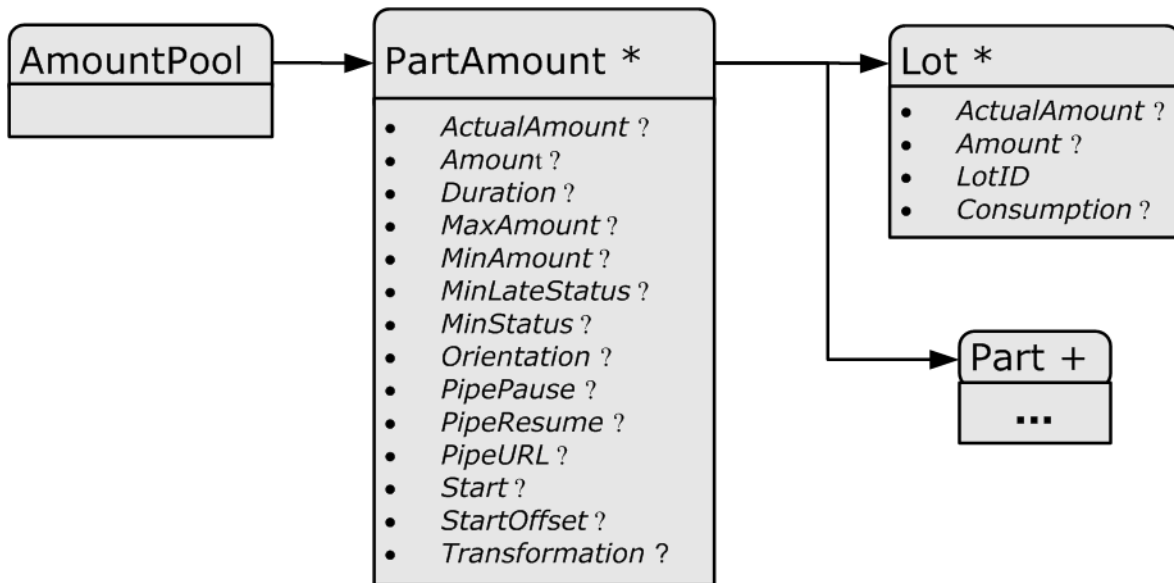 AmountPool
PartAmount *
• ActualAmount ?
• Amount ?
• Duration ?
• MaxAmount ?
• MinAmount ?
• MinLateStatus ?
• MinStatus ?
• Orientation ?
• PipePause ?
• PipeResume ?
• PipeURL ?
• Start ?
• StartOffset ?
• Transformation ?
Lot *
• ActualAmount ?
• Amount ?
• LotID
• Consumption ?
Part +
...